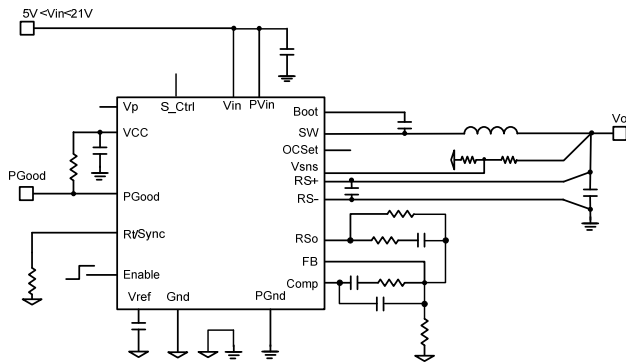 5V <Vin<21V
Vp
S_Ctrl
Vin
PVin
Boot
VCC
SW
Vo
OCSet
Vsns
PGood
PGood
RS+
RS-
Rt/Sync
RSo
FB
Enable
Comp
Vref
Gnd
PGnd